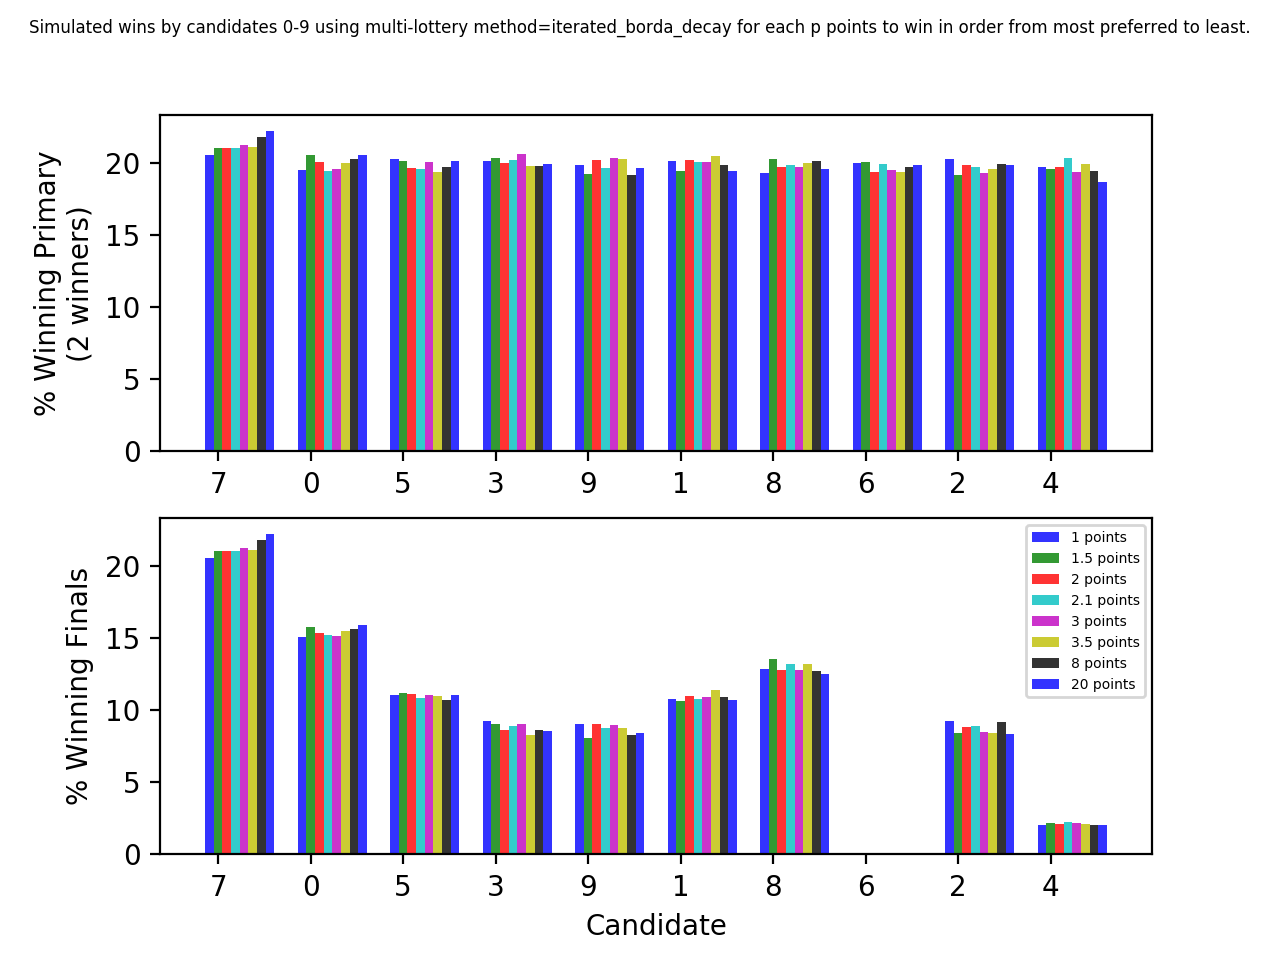 Simulated wins by candidates 0-9 using multi-lottery method=iterated_borda_decay for each p points to win in order from most preferred to least.
% Winning Primary
(2 winners)
20
15
10
5
0
7 0 5 3 9 1 8 6 2 4
% Winning Finals
20
15
10
5
0
1 points
1.5 points
2 points
2.1 points
3 points
3.5 points
8 points
20 points
7 0 5 3 9 1 8 6 2 4
Candidate